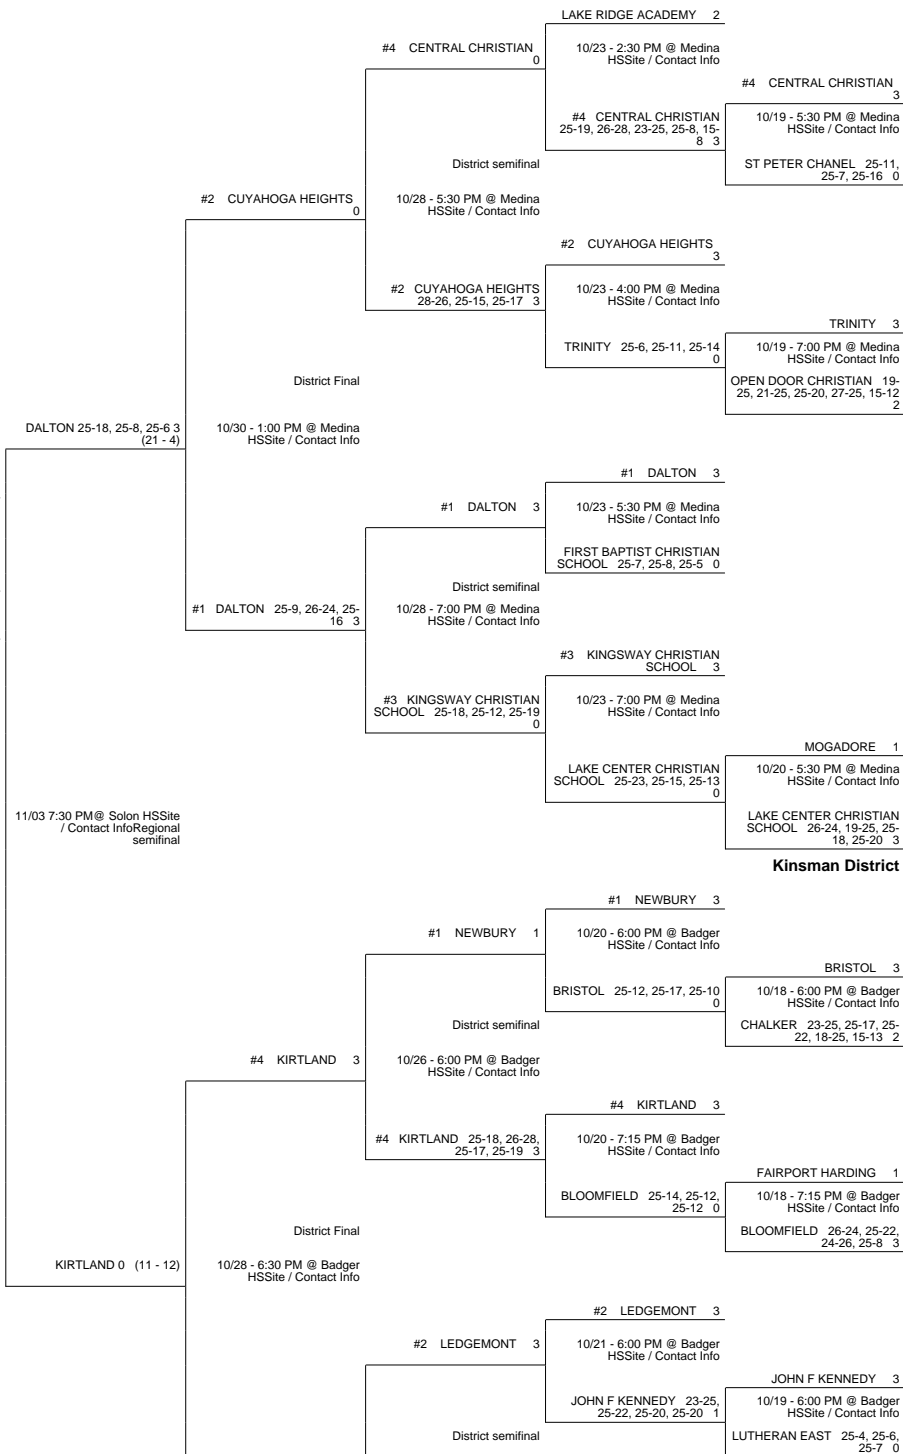 LAKE RIDGE ACADEMY 2
#4 CENTRAL CHRISTIAN
0
10/23 - 2:30 PM @ Medina
HSSite / Contact Info
#4 CENTRAL CHRISTIAN
3
#4 CENTRAL CHRISTIAN
25-19, 26-28, 23-25, 25-8, 15-
8 3
10/19 - 5:30 PM @ Medina
HSSite / Contact Info
District semifinal
ST PETER CHANEL 25-11,
25-7, 25-16 0
#2 CUYAHOGA HEIGHTS
0
10/28 - 5:30 PM @ Medina
HSSite / Contact Info
#2 CUYAHOGA HEIGHTS
3
#2 CUYAHOGA HEIGHTS
28-26, 25-15, 25-17 3
10/23 - 4:00 PM @ Medina
HSSite / Contact Info
TRINITY 3
TRINITY 25-6, 25-11, 25-14
0
10/19 - 7:00 PM @ Medina
HSSite / Contact Info
District Final
OPEN DOOR CHRISTIAN 19-
25, 21-25, 25-20, 27-25, 15-12
2
DALTON 25-18, 25-8, 25-6 3
(21 - 4)
10/30 - 1:00 PM @ Medina
HSSite / Contact Info
#1 DALTON 3
#1 DALTON 3
10/23 - 5:30 PM @ Medina
HSSite / Contact Info
FIRST BAPTIST CHRISTIAN
SCHOOL 25-7, 25-8, 25-5 0
District semifinal
#1 DALTON 25-9, 26-24, 25-
16 3
10/28 - 7:00 PM @ Medina
HSSite / Contact Info
#3 KINGSWAY CHRISTIAN
SCHOOL 3
#3 KINGSWAY CHRISTIAN
SCHOOL 25-18, 25-12, 25-19
0
10/23 - 7:00 PM @ Medina
HSSite / Contact Info
MOGADORE 1
LAKE CENTER CHRISTIAN
SCHOOL 25-23, 25-15, 25-13
0
10/20 - 5:30 PM @ Medina
HSSite / Contact Info
11/03 7:30 PM@ Solon HSSite
/ Contact InfoRegional
semifinal
LAKE CENTER CHRISTIAN
SCHOOL 26-24, 19-25, 25-
18, 25-20 3
Kinsman District
#1 NEWBURY 3
#1 NEWBURY 1
10/20 - 6:00 PM @ Badger
HSSite / Contact Info
BRISTOL 3
BRISTOL 25-12, 25-17, 25-10
0
10/18 - 6:00 PM @ Badger
HSSite / Contact Info
District semifinal
CHALKER 23-25, 25-17, 25-
22, 18-25, 15-13 2
#4 KIRTLAND 3
10/26 - 6:00 PM @ Badger
HSSite / Contact Info
#4 KIRTLAND 3
#4 KIRTLAND 25-18, 26-28,
25-17, 25-19 3
10/20 - 7:15 PM @ Badger
HSSite / Contact Info
FAIRPORT HARDING 1
BLOOMFIELD 25-14, 25-12,
25-12 0
10/18 - 7:15 PM @ Badger
HSSite / Contact Info
District Final
BLOOMFIELD 26-24, 25-22,
24-26, 25-8 3
KIRTLAND 0 (11 - 12)
10/28 - 6:30 PM @ Badger
HSSite / Contact Info
#2 LEDGEMONT 3
#2 LEDGEMONT 3
10/21 - 6:00 PM @ Badger
HSSite / Contact Info
JOHN F KENNEDY 3
JOHN F KENNEDY 23-25,
25-22, 25-20, 25-20 1
10/19 - 6:00 PM @ Badger
HSSite / Contact Info
District semifinal
LUTHERAN EAST 25-4, 25-6,
25-7 0